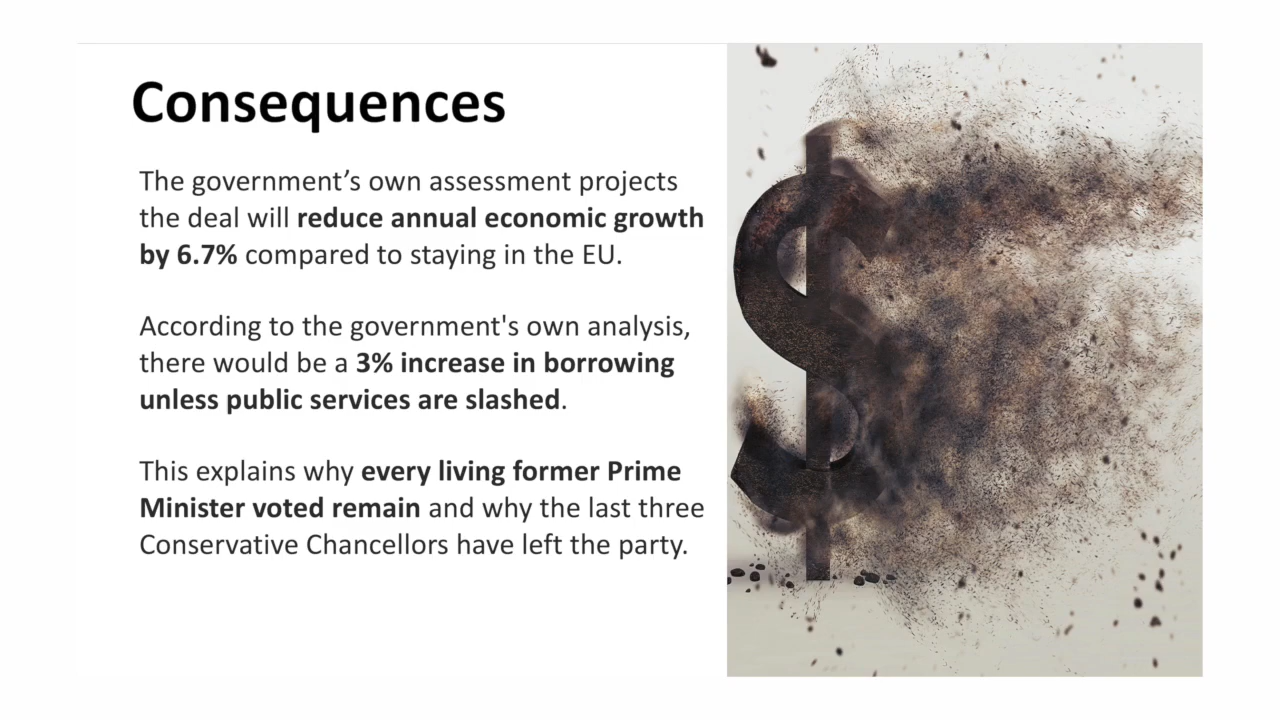 Consequences
The government’s own assessment projects
the deal will reduce annual economic growth
by 6.7% compared to staying in the EU.
According to the government's own analysis,
there would be a 3% increase in borrowing
unless public services are slashed.
This explains why every living former Prime
Minister voted remain and why the last three
Conservative Chancellors have left the party.